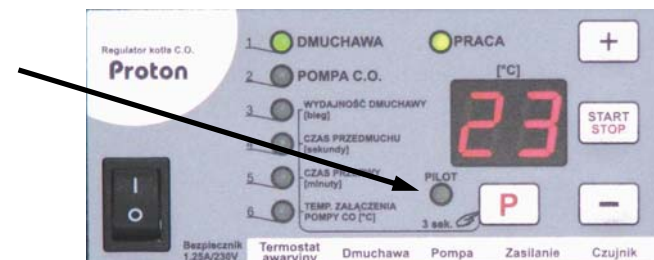 Regulator kotła C.O.
Proton
1 DMUCHAWA
PRACA
2 POMPA C.O.
[°C]
3 WYDAJNOŚĆ DMUCHAWY
[bieg]
4 CZAS PRZEDMUCHU
[sekundy]
5 CZAS PRZERWY
[minuty]
6 TEMP. ZAŁĄCZENIA
POMPY CO [°C]
3 sek.
23
PILOT
P
+
START
STOP
−
I
O
Bezpiecznik
1.25A/230V
Termostat
awaryjny
Dmuchawa
Pompa
Zasilanie
Czujnik